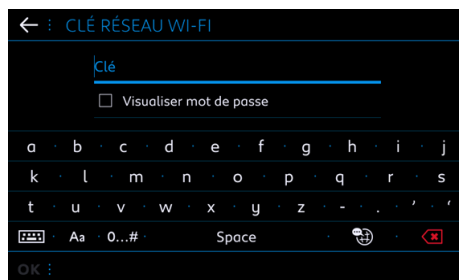 CLÉ RÉSEAU WI-FI
Clé
Visualiser mot de passe
a b c d e f g h i j
k l m n o p q r s
t u v w x y z - . , '
Aa 0...# Space
OK